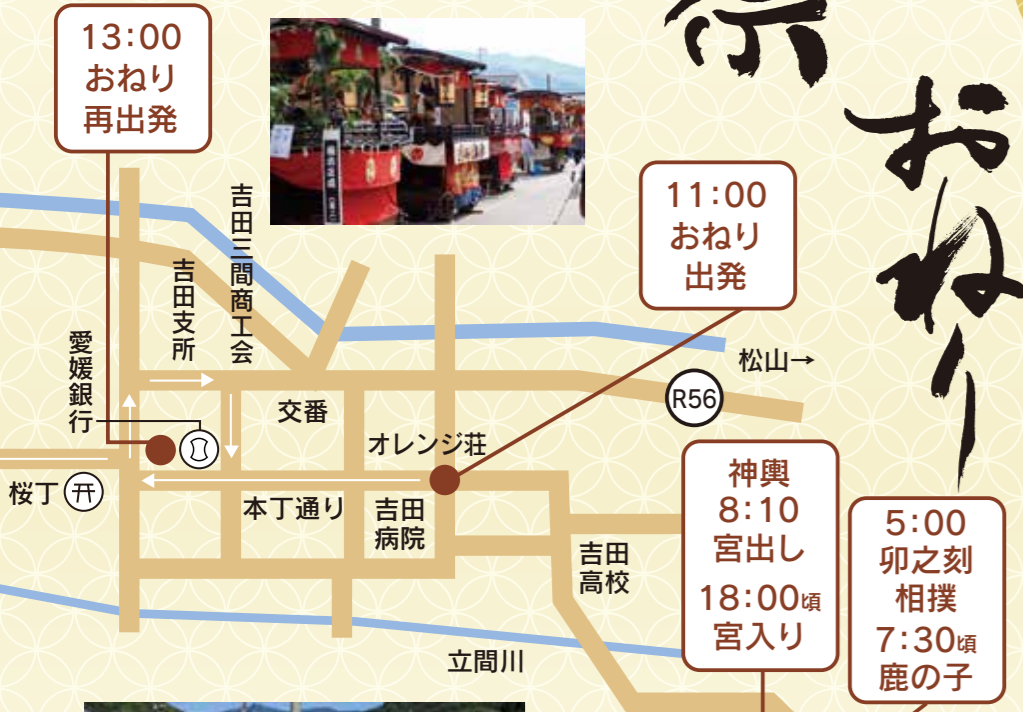 祭
おねり
13:00
おねり
再出発
11:00
おねり
出発
吉田三間商工会
吉田支所
愛媛銀行
松山→
R56
交番
オレンジ荘
桜丁
本丁通り
吉田
病院
吉田
高校
立間川
神輿
8:10
宮出し
18:00頃
宮入り
5:00
卯之刻
相撲
7:30頃
鹿の子